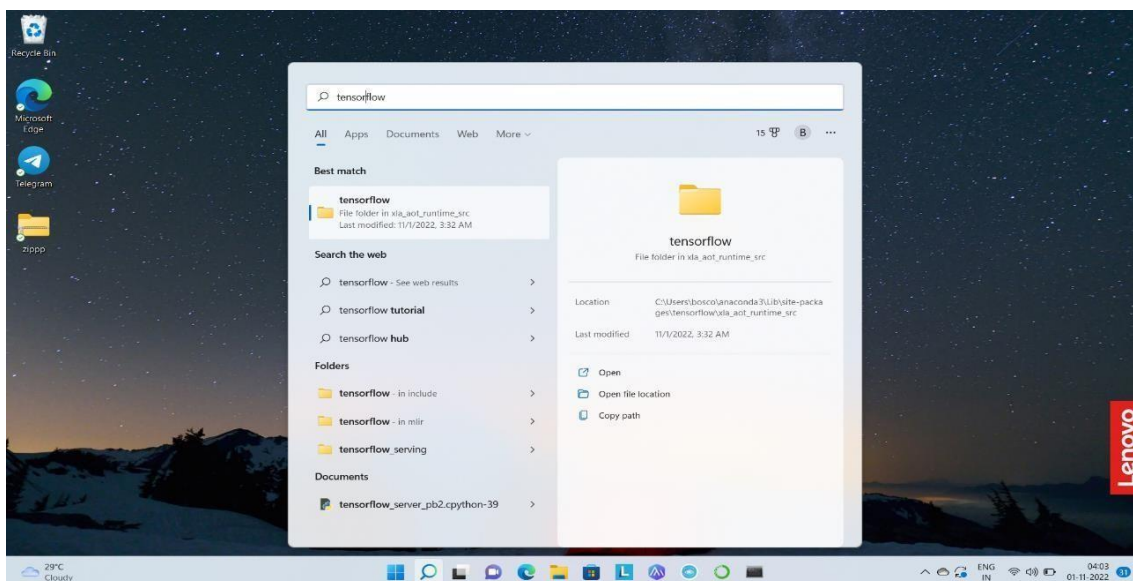 Recycle Bin
Microsoft
Edge
Telegram
zippp
tensorflow
All Apps Documents Web More
15 B ...
Best match
tensorflow
File folder in xla_aot_runtime_src
Last modified: 11/1/2022, 3:32 AM
Search the web
tensorflow - See web results
tensorflow tutorial
tensorflow hub
Folders
tensorflow - in include
tensorflow - in mlir
tensorflow_serving
Documents
tensorflow_server_pb2.cpython-39
tensorflow
File folder in xla_aot_runtime_src
Location C:\Users\bosco\anaconda3\Lib\site-packa
ges\tensorflow\xla_aot_runtime_src
Last modified 11/1/2022, 3:32 AM
Open
Open file location
Copy path
Lenovo
29°C
Cloudy
L
ENG
IN
04:03
01-11-2022
31